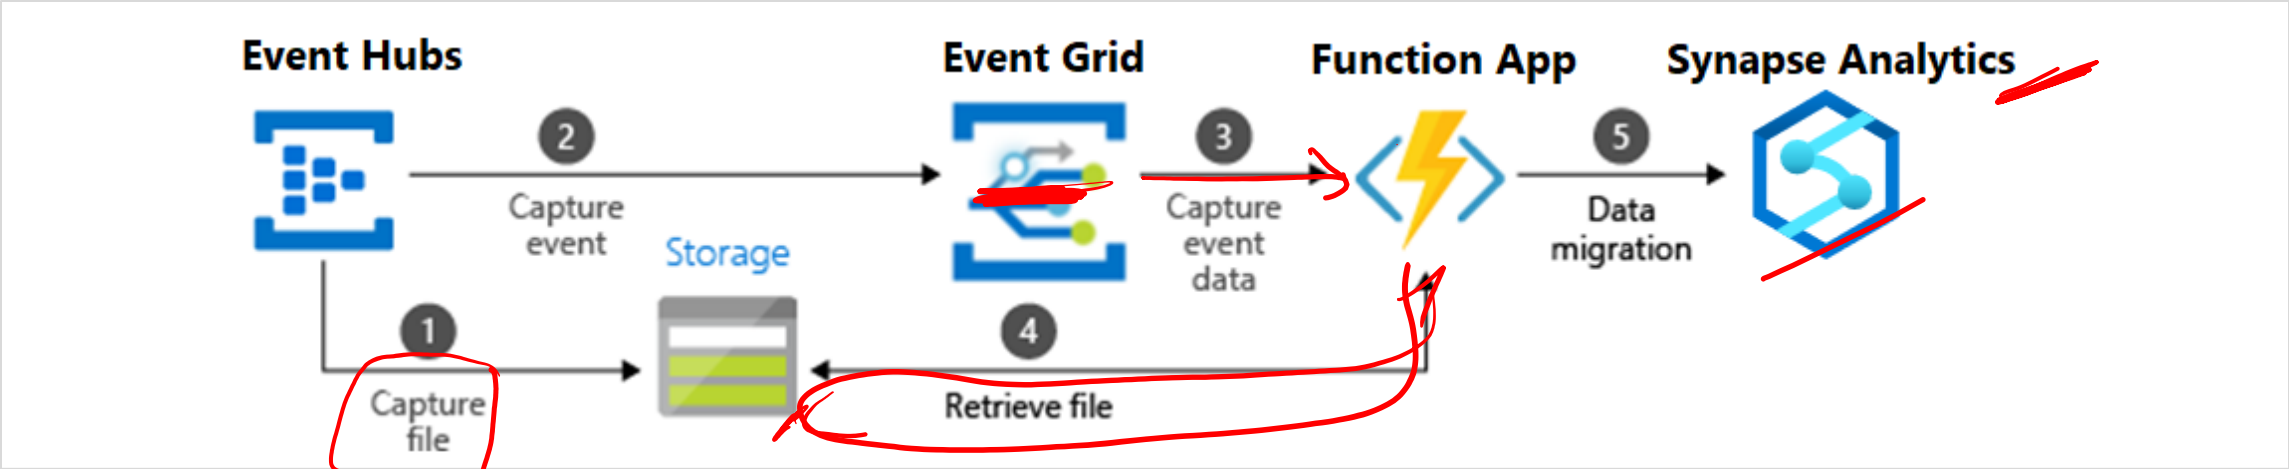 Event Hubs
Event Grid
Function App
Synapse Analytics
2
3
5
Capture
event
Capture
event
data
Data
migration
Storage
1
4
Capture
file
Retrieve file